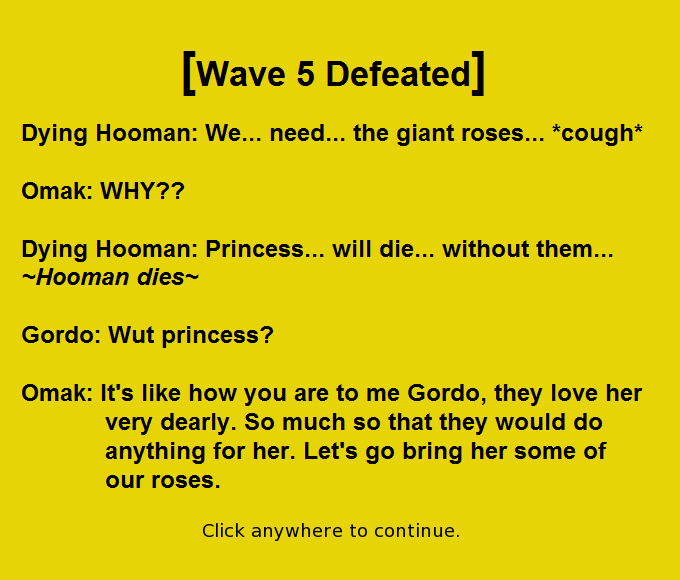 [Wave 5 Defeated]
Dying Hooman: We... need... the giant roses... *cough*
Omak: WHY??
Dying Hooman: Princess... will die... without them...
~Hooman dies~
Gordo: Wut princess?
Omak: It's like how you are to me Gordo, they love her
very dearly. So much so that they would do
anything for her. Let's go bring her some of
our roses.
Click anywhere to continue.